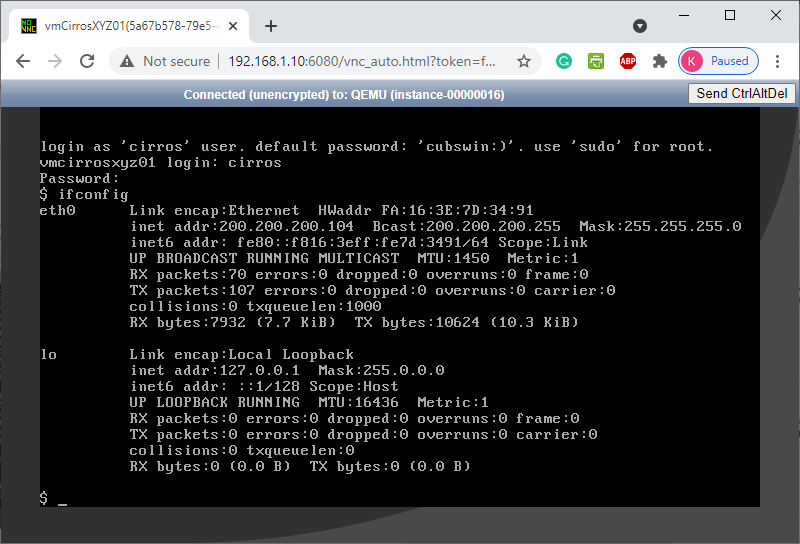 NO
VNC
vmCirrosXYZ01(5a67b578-79e5-4
Not secure
192.168.1.10:6080/vnc_auto.html?token=f...
ABP
K
Paused
Connected (unencrypted) to: QEMU (instance-00000016)
Send CtrlAltDel
login as 'cirros' user. default password: 'cubswin:)'. use 'sudo' for root.
vmcirrosxyz01 login: cirros
Password:
$ ifconfig
eth0      Link encap:Ethernet  HWaddr FA:16:3E:7D:34:91
          inet addr:200.200.200.104  Bcast:200.200.200.255  Mask:255.255.255.0
          inet6 addr: fe80::f816:3eff:fe7d:3491/64 Scope:Link
          UP BROADCAST RUNNING MULTICAST  MTU:1450  Metric:1
          RX packets:70 errors:0 dropped:0 overruns:0 frame:0
          TX packets:107 errors:0 dropped:0 overruns:0 carrier:0
          collisions:0 txqueuelen:1000
          RX bytes:7932 (7.7 KiB)  TX bytes:10624 (10.3 KiB)
lo        Link encap:Local Loopback
          inet addr:127.0.0.1  Mask:255.0.0.0
          inet6 addr: ::1/128 Scope:Host
          UP LOOPBACK RUNNING  MTU:16436  Metric:1
          RX packets:0 errors:0 dropped:0 overruns:0 frame:0
          TX packets:0 errors:0 dropped:0 overruns:0 carrier:0
          collisions:0 txqueuelen:0
          RX bytes:0 (0.0 B)  TX bytes:0 (0.0 B)
$ _